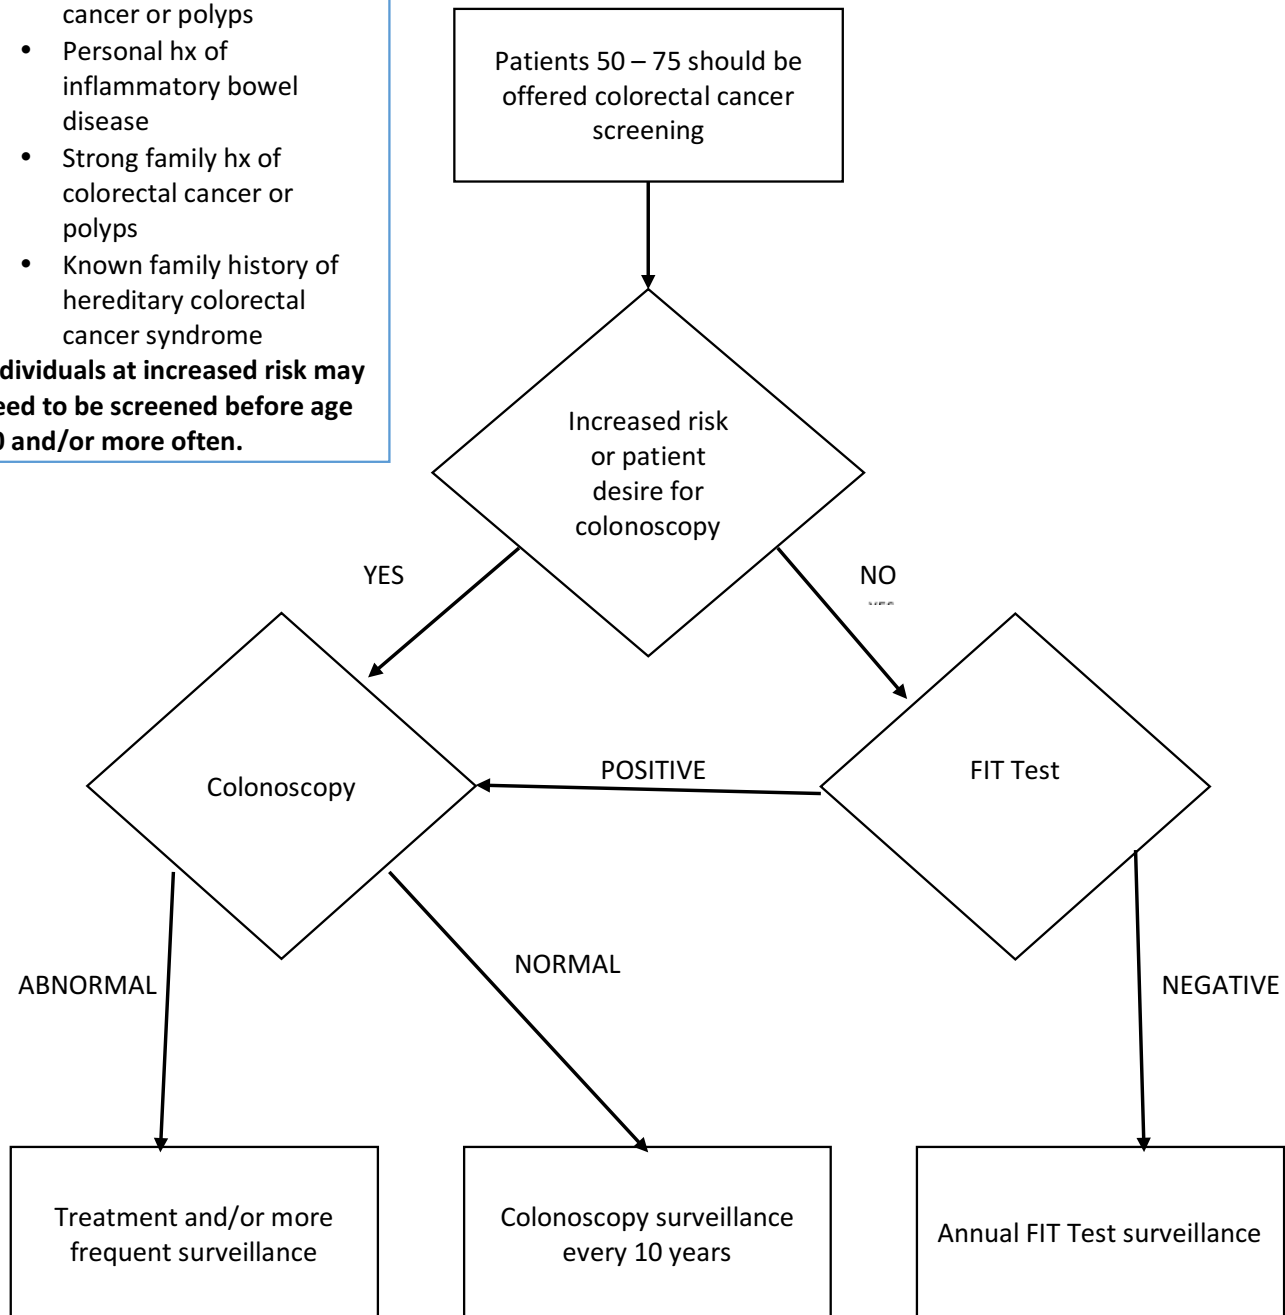 cancer or polyps
• Personal hx of
inflammatory bowel
disease
• Strong family hx of
colorectal cancer or
polyps
• Known family history of
hereditary colorectal
cancer syndrome
dividuals at increased risk may
eed to be screened before age
0 and/or more often.
Patients 50 – 75 should be
offered colorectal cancer
screening
Increased risk
or patient
desire for
colonoscopy
YES
NO
Colonoscopy
POSITIVE
FIT Test
ABNORMAL
NORMAL
NEGATIVE
Treatment and/or more
frequent surveillance
Colonoscopy surveillance
every 10 years
Annual FIT Test surveillance